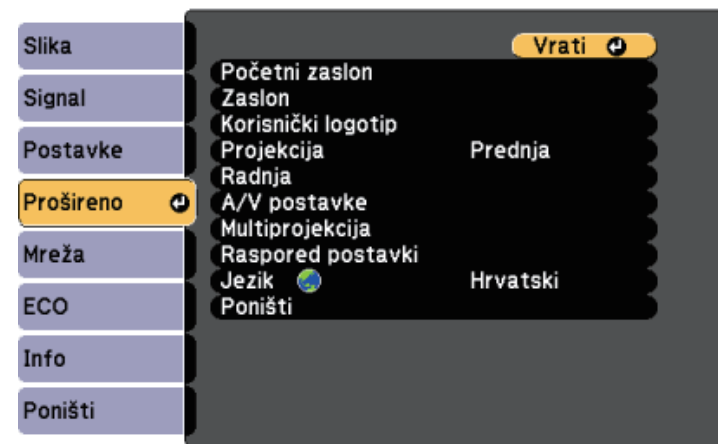 Slika
Signal
Postavke
Prošireno
Mreža
ECO
Info
Poništi
Vrati
Početni zaslon
Zaslon
Korisnički logotip
Projekcija Prednja
Radnja
A/V postavke
Multiprojekcija
Raspored postavki
Jezik Hrvatski
Poništi